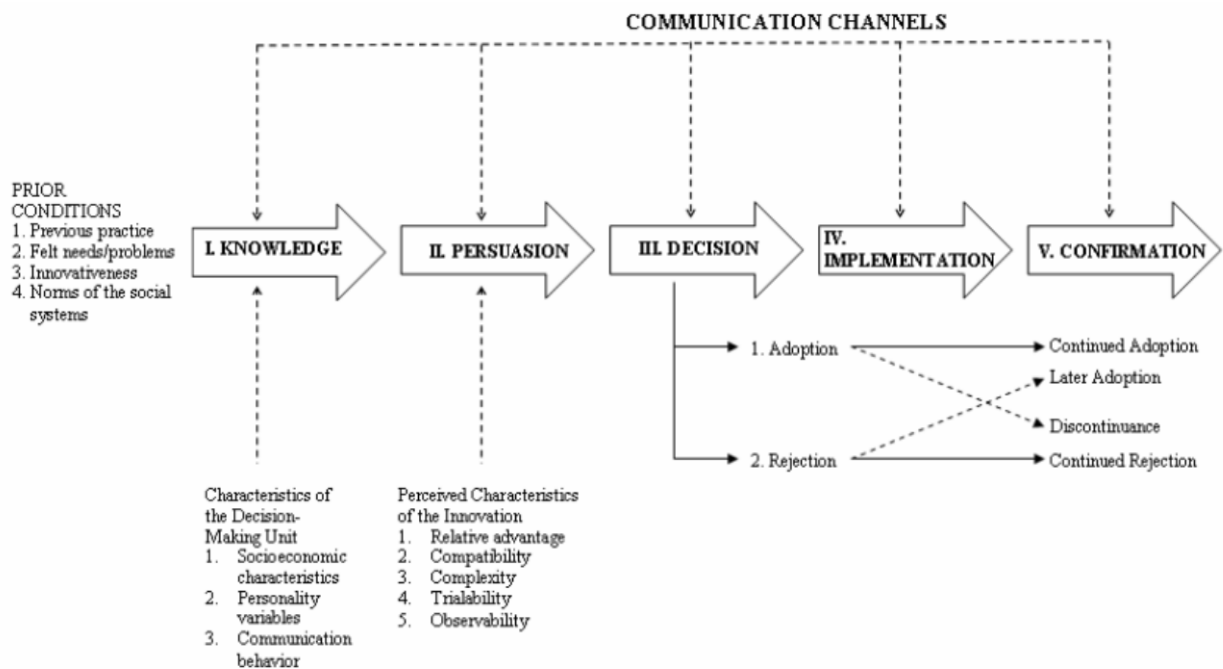 COMMUNICATION CHANNELS
PRIOR
CONDITIONS
1. Previous practice
2. Felt needs/problems
3. Innovativeness
4. Norms of the social
systems
I. KNOWLEDGE
II. PERSUASION
III. DECISION
IV.
IMPLEMENTATION
V. CONFIRMATION
1. Adoption
2. Rejection
Continued Adoption
Later Adoption
Discontinuance
Continued Rejection
Characteristics of
the Decision-
Making Unit
1. Socioeconomic
characteristics
2. Personality
variables
3. Communication
behavior
Perceived Characteristics
of the Innovation
1. Relative advantage
2. Compatibility
3. Complexity
4. Trialability
5. Observability